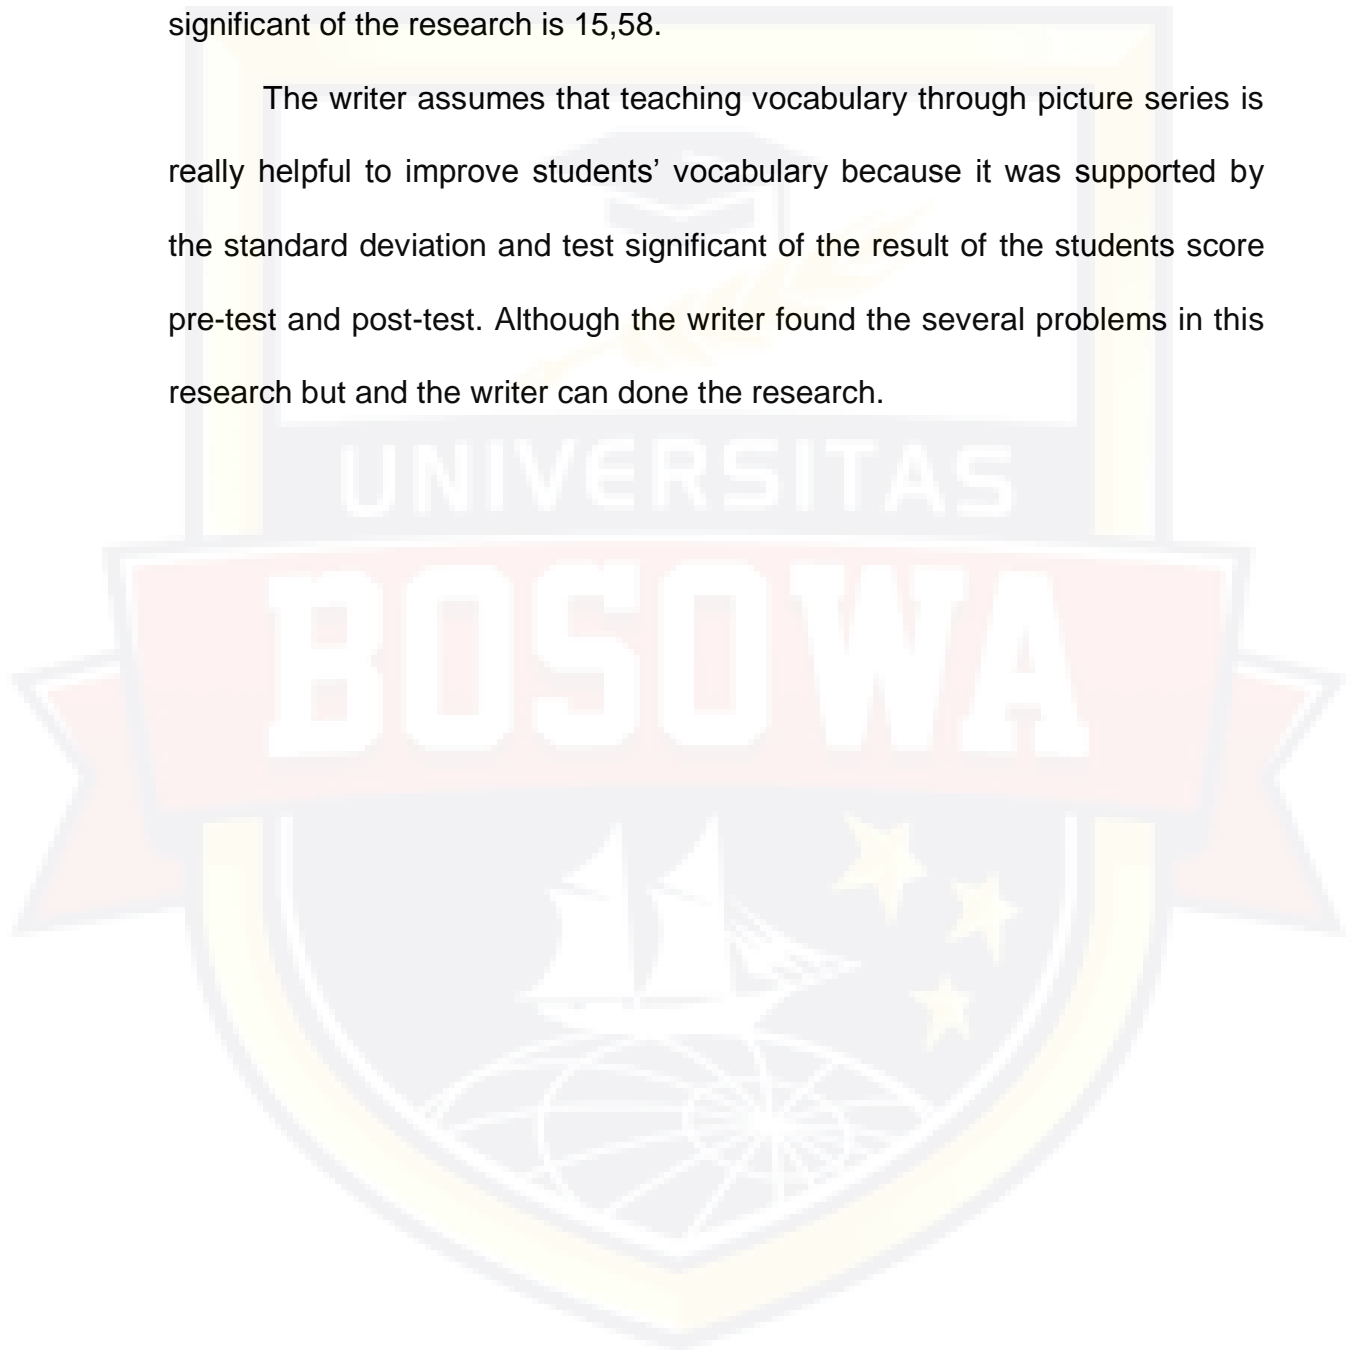 significant of the research is 15,58.
The writer assumes that teaching vocabulary through picture series is
really helpful to improve students’ vocabulary because it was supported by
the standard deviation and test significant of the result of the students score
pre-test and post-test. Although the writer found the several problems in this
research but and the writer can done the research.
UNIVERSITAS
BOSOWA